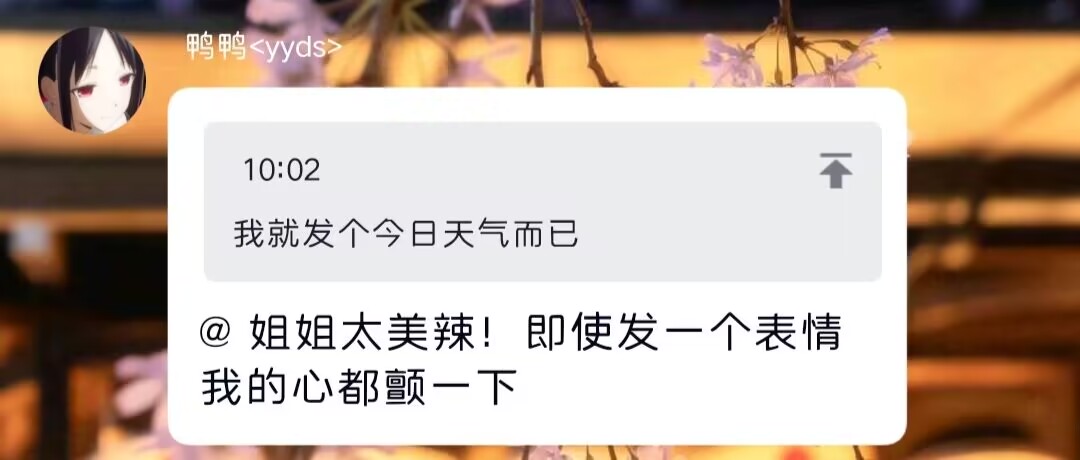 鸭鸭<yyds>
10:02
我就发个今日天气而已
@ 姐姐太美辣！即使发一个表情
我的心都颤一下